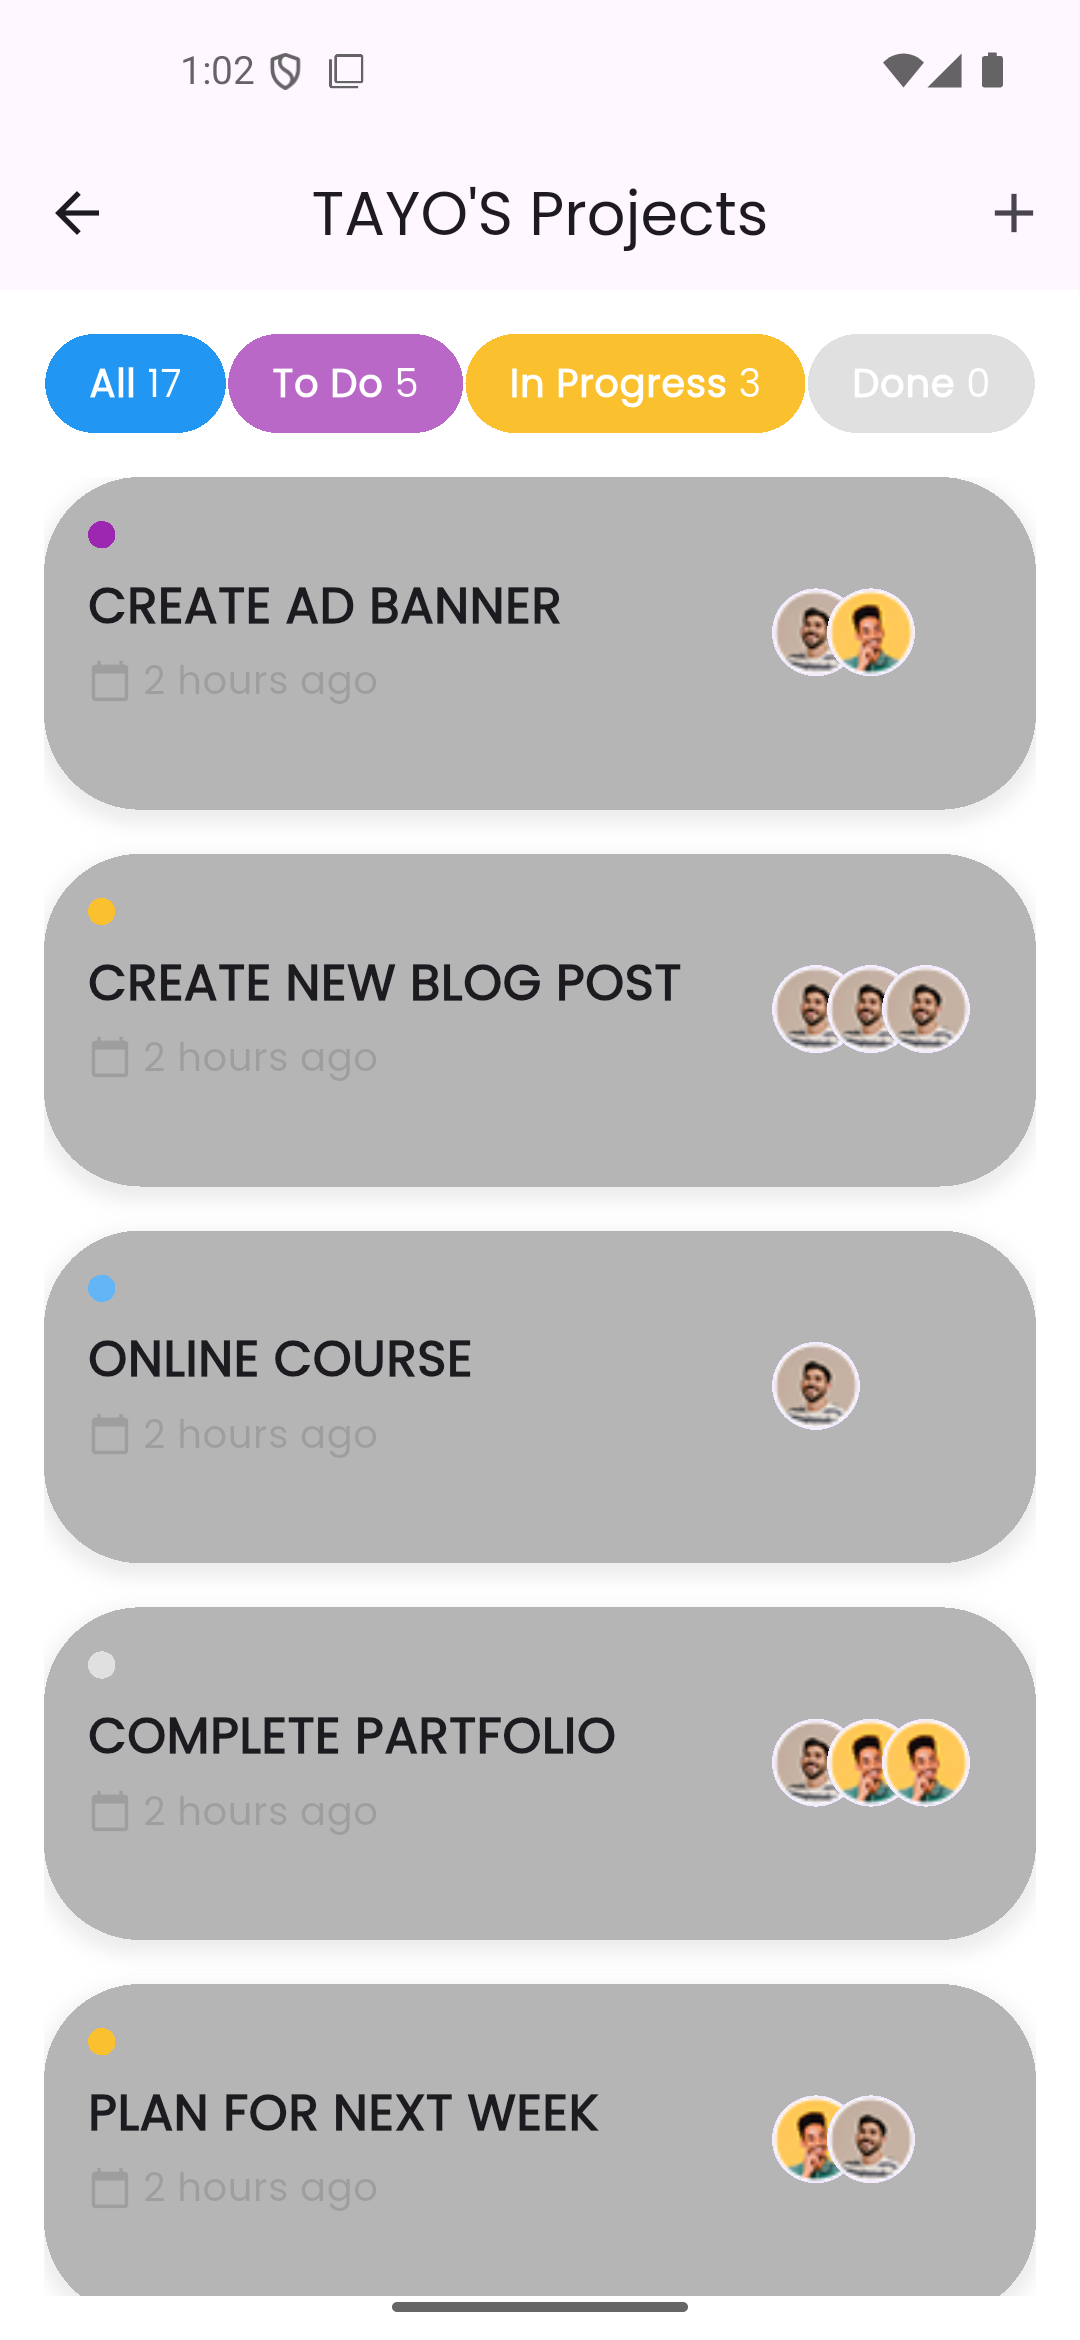 1:02
TAYO'S Projects
All 17 To Do 5 In Progress 3 Done 0
CREATE AD BANNER
2 hours ago
CREATE NEW BLOG POST
2 hours ago
ONLINE COURSE
2 hours ago
COMPLETE PARTFOLIO
2 hours ago
PLAN FOR NEXT WEEK
2 hours ago